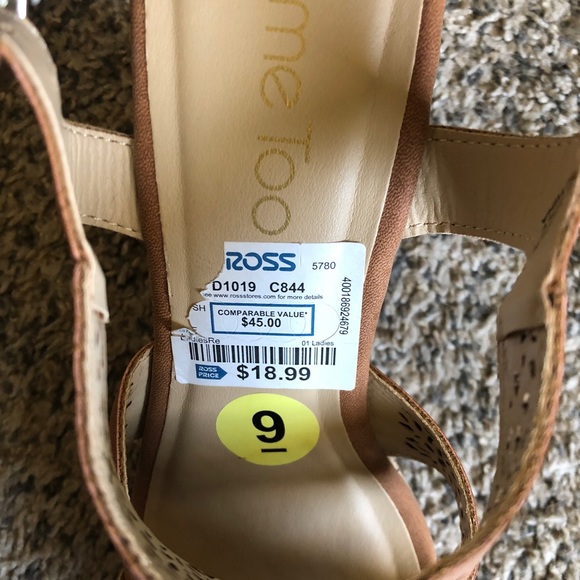 me Too
ROSS 5780
D1019 C844
www.rossstores.com for more details
COMPARABLE VALUE*
$45.00
01 Ladies
ROSS PRICE $18.99
400186924679
9